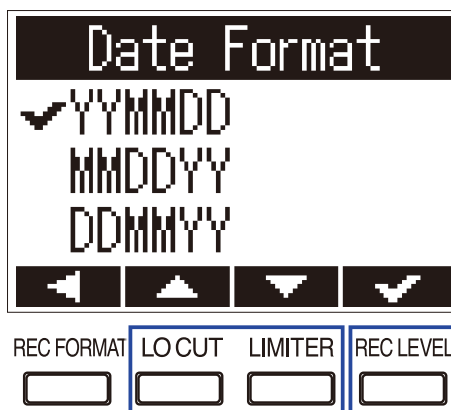 Date Format
YYMMDD
MMDDYY
DDMMYY
REC FORMAT LO CUT LIMITER REC LEVEL